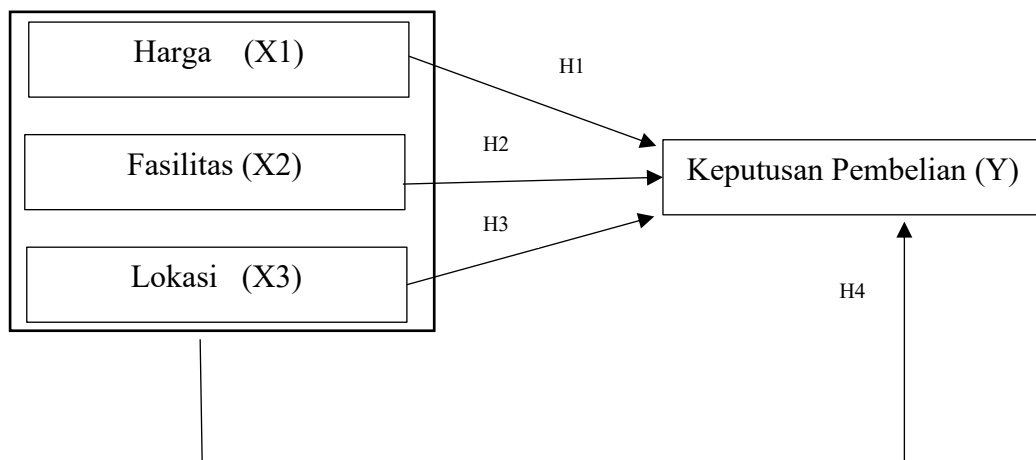 Harga (X1)
H1
Fasilitas (X2)
H2
Keputusan Pembelian (Y)
H3
Lokasi (X3)
H4